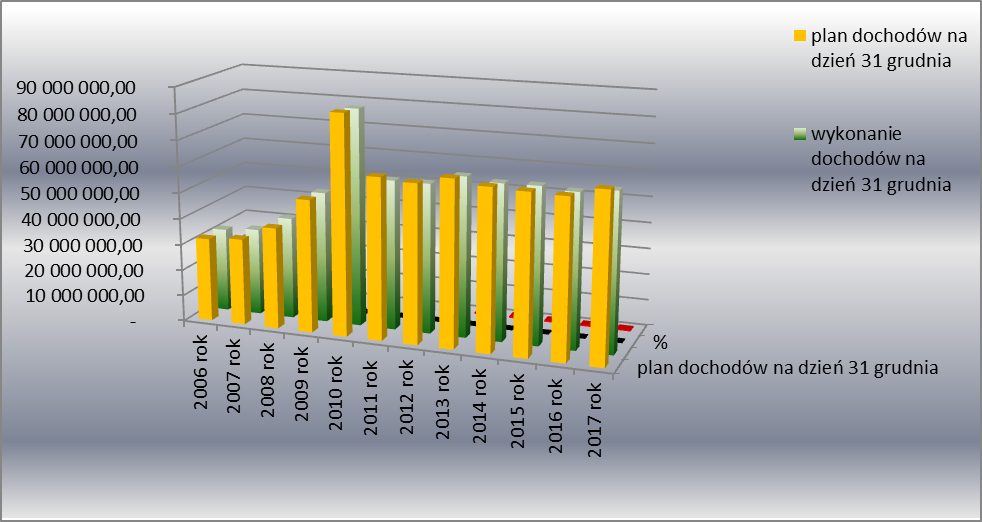 plan dochodów na
dzień 31 grudnia
wykonanie
dochodów na
dzień 31 grudnia
90 000 000,00
80 000 000,00
70 000 000,00
60 000 000,00
50 000 000,00
40 000 000,00
30 000 000,00
20 000 000,00
10 000 000,00
-
2006 rok
2007 rok
2008 rok
2009 rok
2010 rok
2011 rok
2012 rok
2013 rok
2014 rok
2015 rok
2016 rok
2017 rok
%
plan dochodów na dzień 31 grudnia